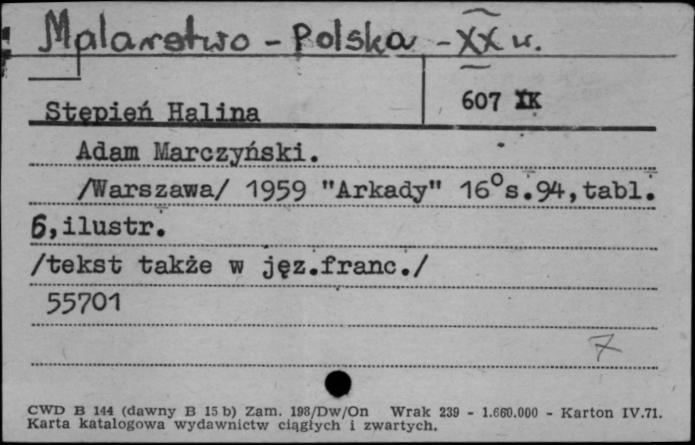 Malarstwo - Polska - XX w.
Stępień Halina 607 IK
Adam Marczyński.
/Warszawa/ 1959 "Arkady" 16° s.94, tabl.
6, ilustr.
/tekst także w jęz.franc./
55701
7
CWD B 144 (dawny B 15 b) Zam. 198/Dw/On Wrak 239 - 1.660.000 - Karton IV.71.
Karta katalogowa wydawnictw ciągłych i zwartych.